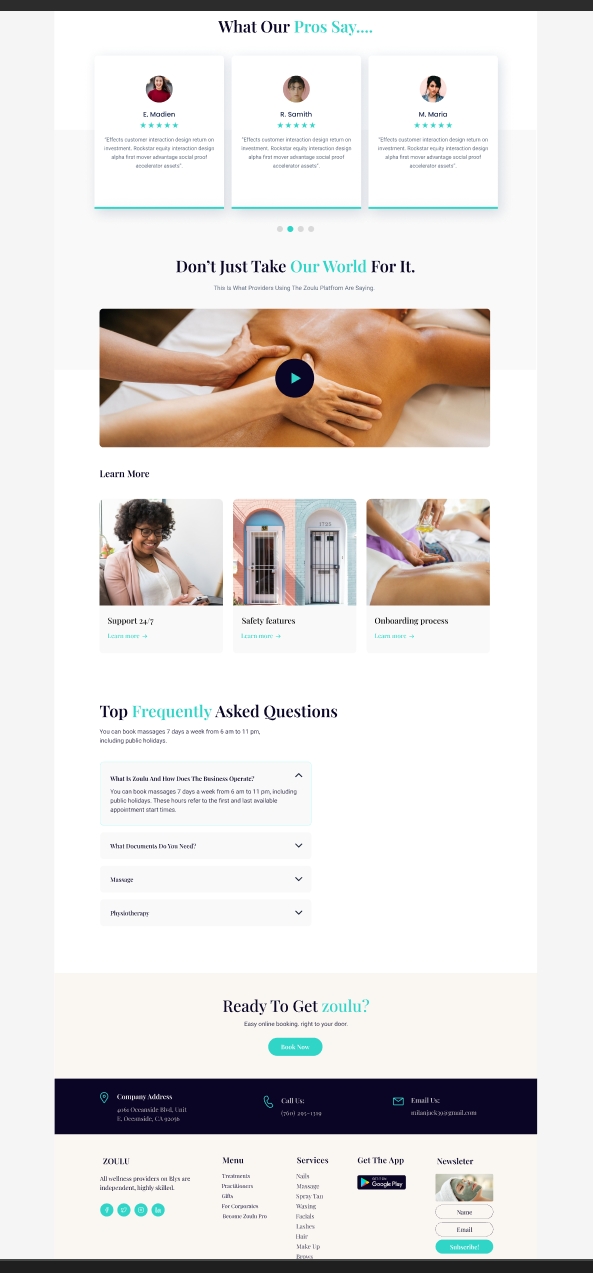 What Our Pros Say....
E. Madien
"Effects customer interaction design return on
investment. Rockstar equity interaction design
alpha first mover advantage social proof
accelerator assets".
R. Samith
"Effects customer interaction design return on
investment. Rockstar equity interaction design
alpha first mover advantage social proof
accelerator assets".
M. Maria
"Effects customer interaction design return on
investment. Rockstar equity interaction design
alpha first mover advantage social proof
accelerator assets".
Don't Just Take Our World For It.
This Is What Providers Using The Zoulu Platfrom Are Saying.
Learn More
1725
Support 24/7
Learn more →
Safety features
Learn more →
Onboarding process
Learn more →
Top Frequently Asked Questions
You can book massages 7 days a week from 6 am to 11 pm,
including public holidays.
What Is Zoulu And How Does The Business Operate?
You can book massages 7 days a week from 6 am to 11 pm, including
public holidays. These hours refer to the first and last available
appointment start times.
What Documents Do You Need?
Massage
Physiotherapy
Ready To Get zoulu?
Easy online booking, right to your door.
Book Now
Company Address
4061 Oceanside Blvd, Unit
E, Oceanside, CA 92056
Call Us:
(760) 295-1319
Email Us:
milanjack39@gmail.com
ZOULU
All wellness providers on Blys are
independent, highly skilled.
Menu
Treatments
Practitioners
Gifts
For Corporates
Become Zoulu Pro
Services
Nails
Massage
Spray Tan
Waxing
Facials
Lashes
Hair
Make Up
Brows
Get The App
GET IT ON
Google Play
Newsleter
Name
Email
Subscribe!